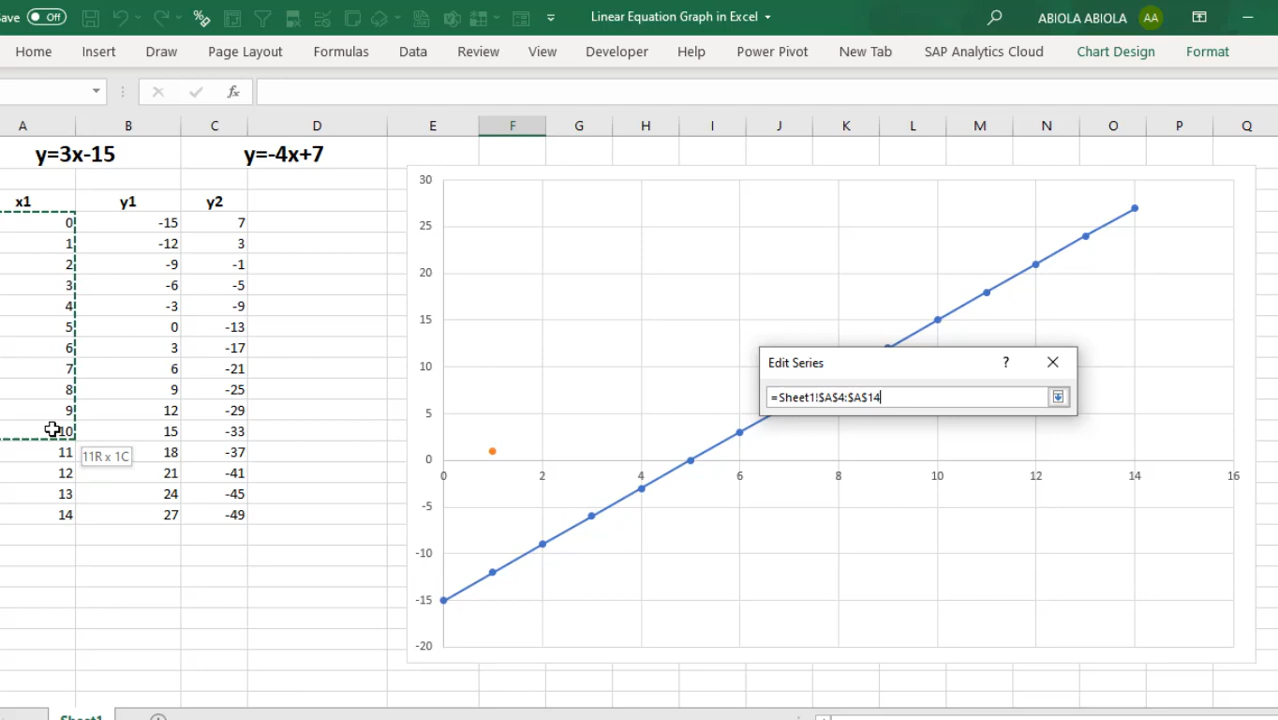 ave Off Linear Equation Graph in Excel ABIOLA ABIOLA AA
Home Insert Draw Page Layout Formulas Data Review View Developer Help Power Pivot New Tab SAP Analytics Cloud Chart Design Format
fx
A B C D E F G H I J K L M N O P Q
y=3x-15 y=-4x+7
x1 y1 y2
0 -15 7
1 -12 3
2 -9 -1
3 -6 -5
4 -3 -9
5 0 -13
6 3 -17
7 6 -21
8 9 -25
9 12 -29
10 15 -33
11 18 -37
12 21 -41
13 24 -45
14 27 -49
11R x 1C
30
25
20
15
10
5
0
-5
-10
-15
-20
0 2 4 6 8 10 12 14 16
Edit Series ?
=Sheet1!$A$4:$A$14
Sheet1